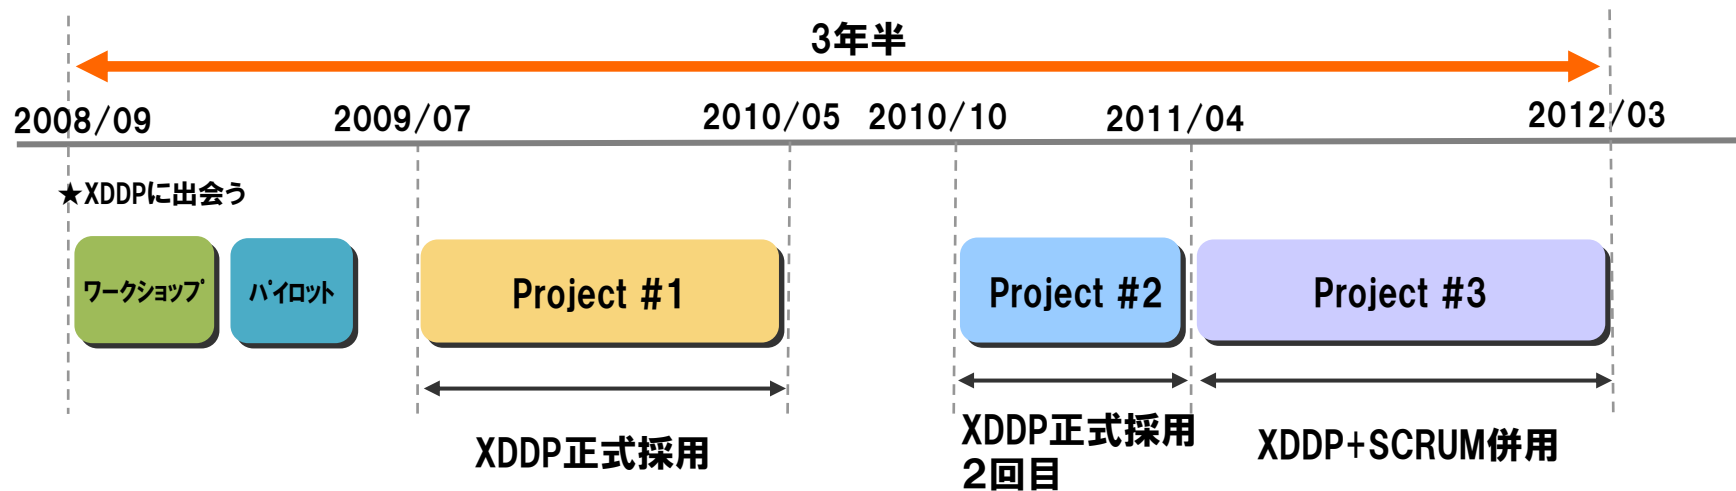 3年半
2008/09
2009/07
2010/05
2010/10
2011/04
2012/03
★XDDPに出会う
ワークショップ
パイロット
Project #1
Project #2
Project #3
XDDP正式採用
XDDP正式採用
2回目
XDDP+SCRUM併用